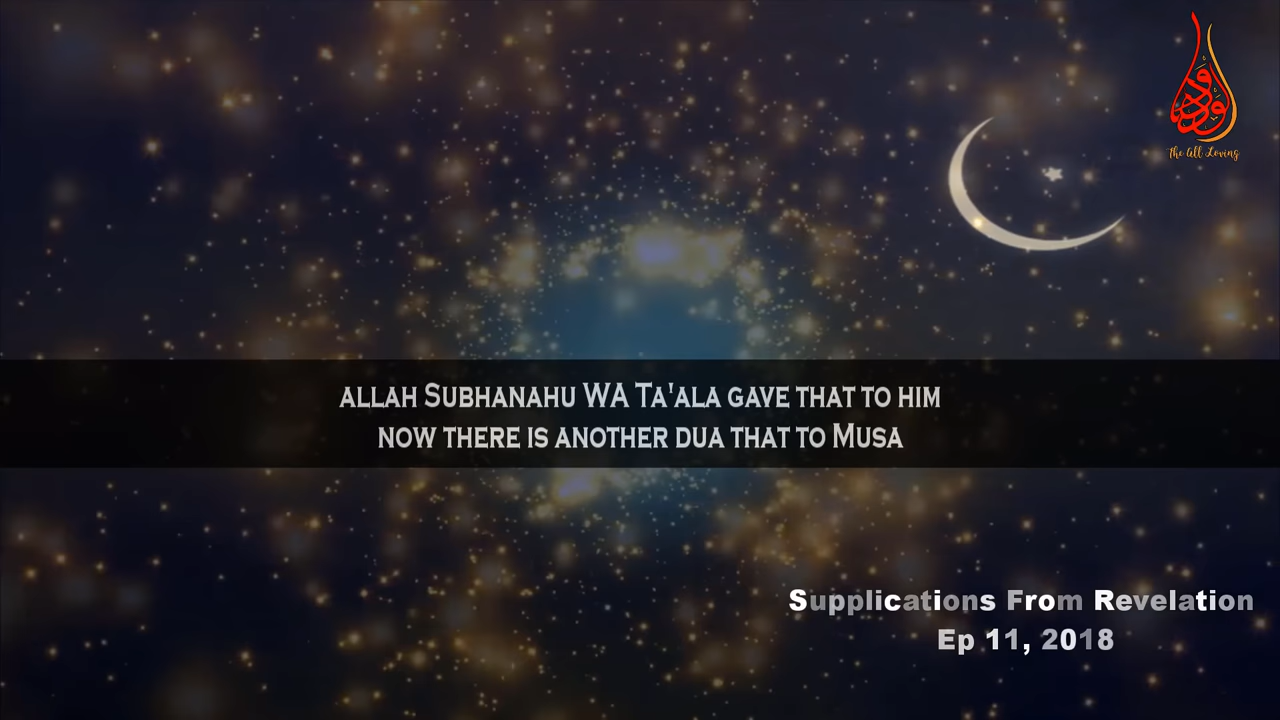 The All Loving
ALLAH SUBHANAHU WA TA'ALA GAVE THAT TO HIM
NOW THERE IS ANOTHER DUA THAT TO MUSA
Supplications From Revelation
Ep 11, 2018